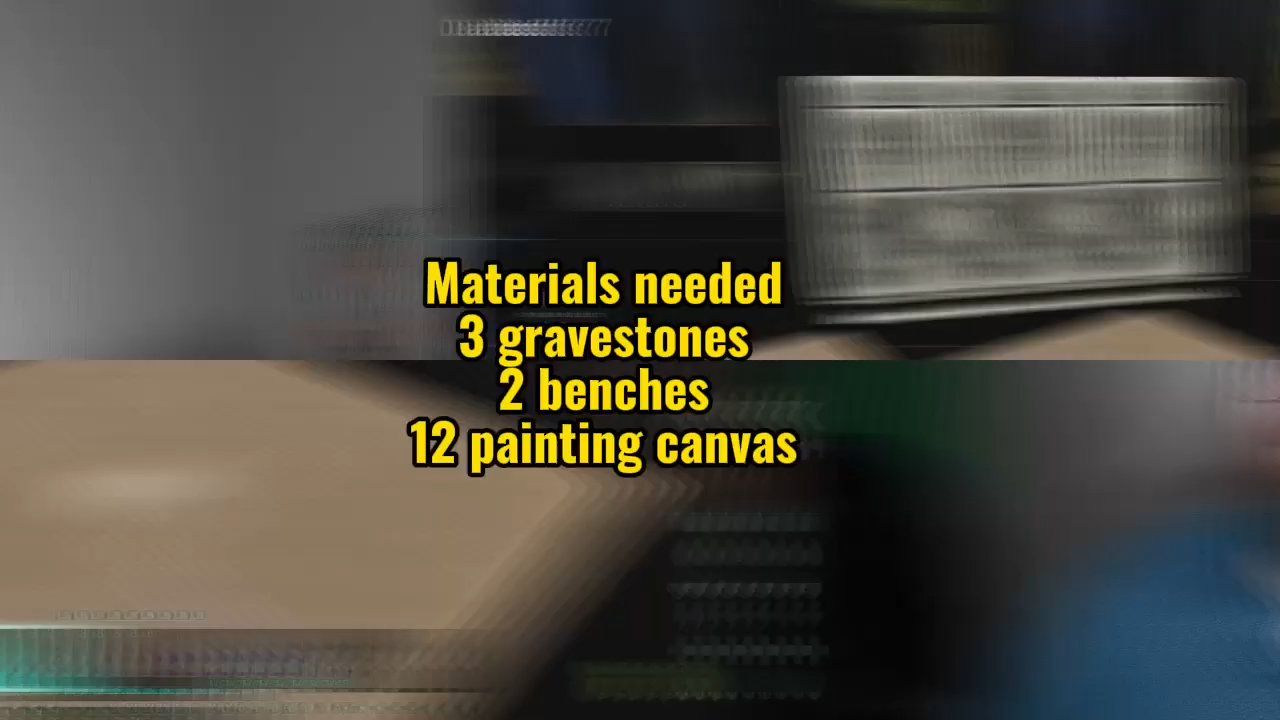 Materials needed
3 gravestones
2 benches
12 painting canvas